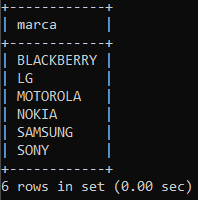 +------------+
| marca      |
+------------+
| BLACKBERRY |
| LG         |
| MOTOROLA   |
| NOKIA      |
| SAMSUNG    |
| SONY       |
+------------+
6 rows in set (0.00 sec)